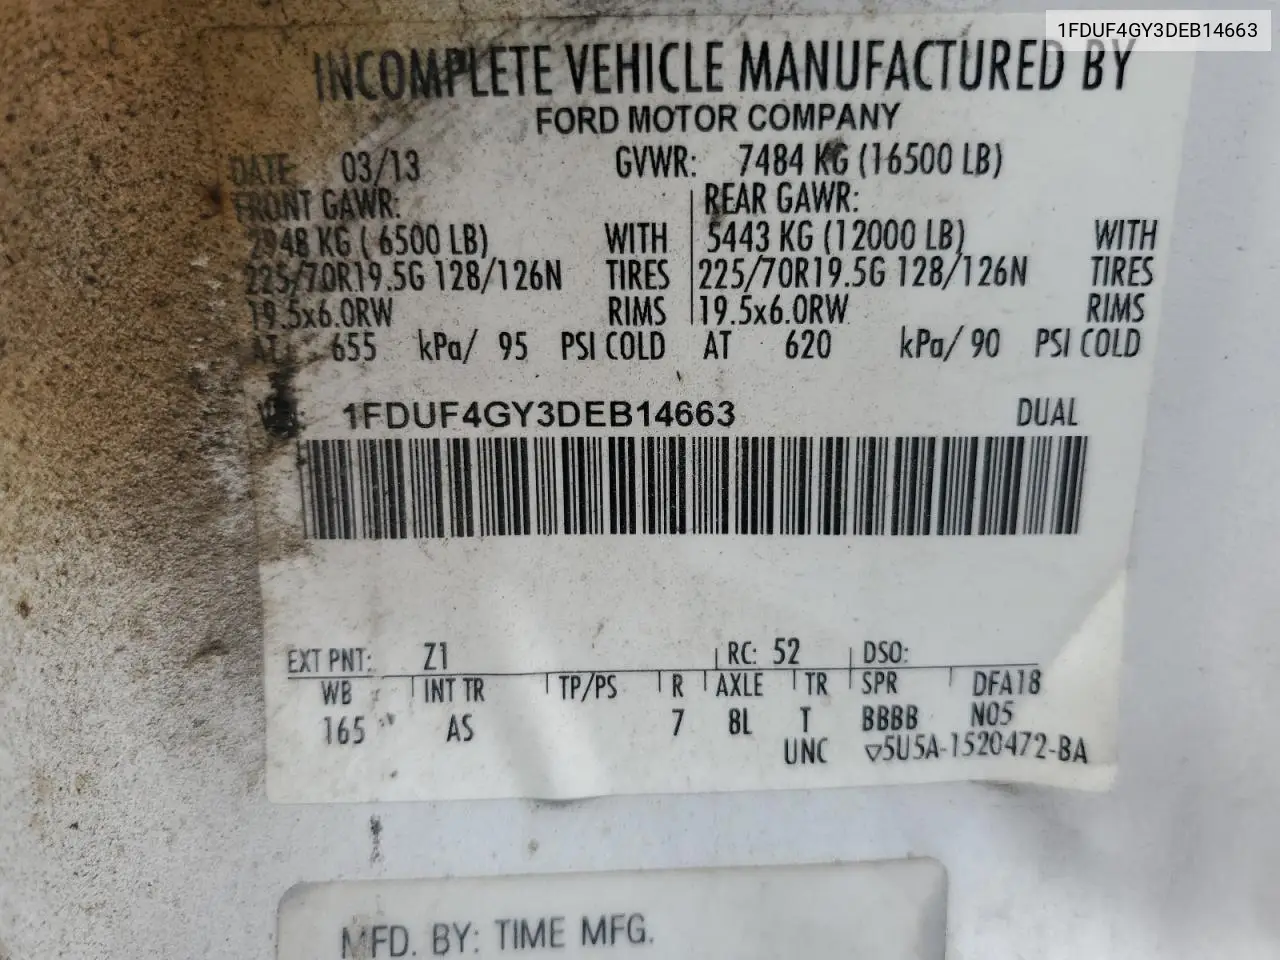 1FDUF4GY3DEB14663
INCOMPLETE VEHICLE MANUFACTURED BY
FORD MOTOR COMPANY
DATE: 03/13 GVWR: 7484 KG (16500 LB)
FRONT GAWR: REAR GAWR:
2948 KG ( 6500 LB) WITH 5443 KG (12000 LB) WITH
225/70R19.5G 128/126N TIRES 225/70R19.5G 128/126N TIRES
19.5x6.0RW RIMS 19.5x6.0RW RIMS
AT 655 kPa/ 95 PSI COLD AT 620 kPa/ 90 PSI COLD
1FDUF4GY3DEB14663 DUAL
EXT PNT: Z1 RC: 52 DSO:
WB INT TR TP/PS R AXLE TR SPR DFA18
165 AS 7 8L T BBBB N05
UNC ▽5U5A-1520472-BA
MFD. BY: TIME MFG.